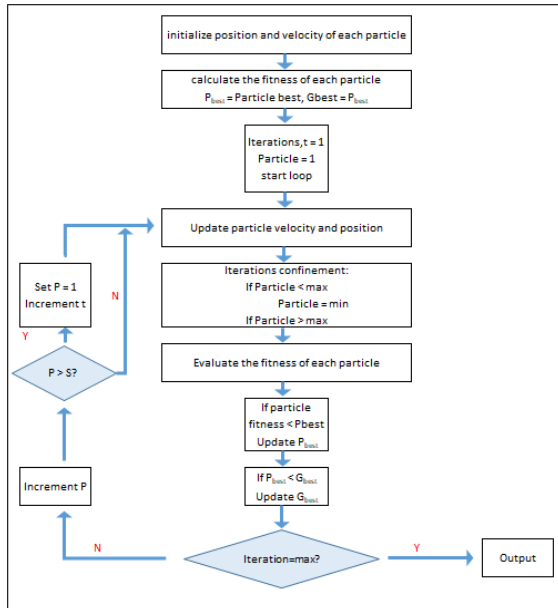 initialize position and velocity of each particle
calculate the fitness of each particle
Pbest = Particle best, Gbest = Pbest
Iterations,t = 1
Particle = 1
start loop
Update particle velocity and position
Iterations confinement:
If Particle < max
Particle = min
If Particle > max
Set P = 1
Increment t
N
Y
P > S?
Evaluate the fitness of each particle
If particle
fitness < Pbest
Update Pbest
Increment P
If Pbest < Gbest
Update Gbest
N
Iteration=max?
Y
Output